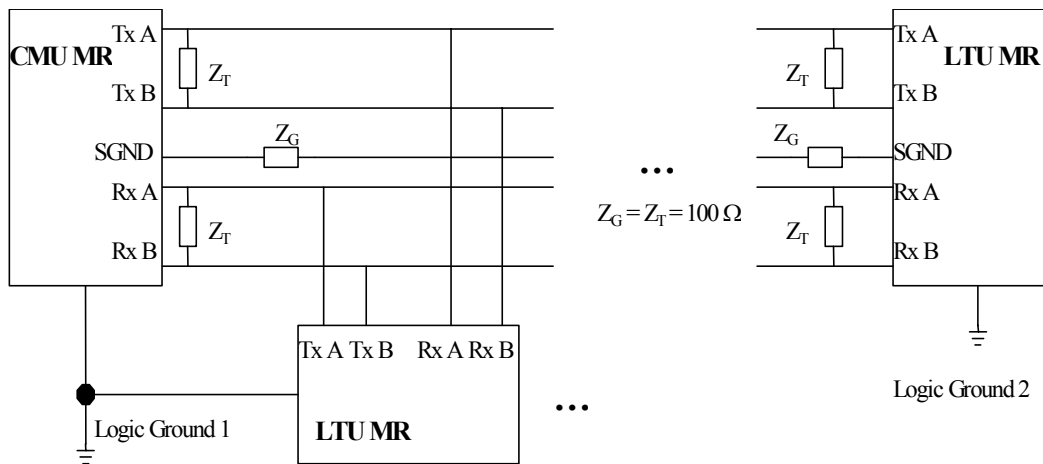 CMU MR
Tx A
Z_T
Tx B
Z_G
SGND
Rx A
Z_T
Rx B
...
Z_G = Z_T = 100 Ω
Tx A
LTU MR
Z_T
Tx B
Z_G
SGND
Rx A
Z_T
Rx B
Tx A Tx B Rx A Rx B
LTU MR
...
Logic Ground 1
Logic Ground 2